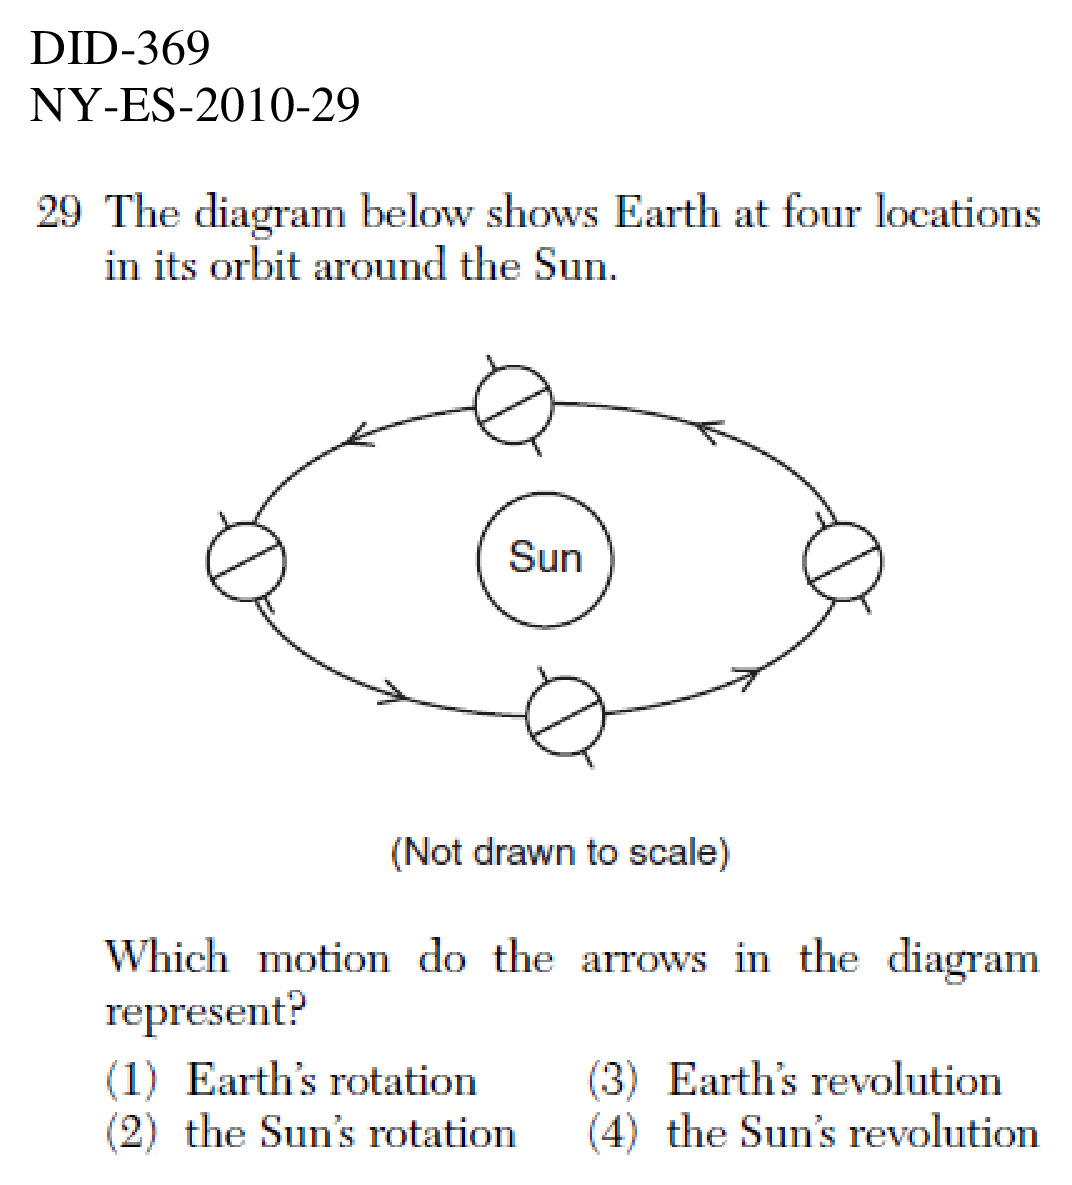 DID-369
NY-ES-2010-29
29 The diagram below shows Earth at four locations
in its orbit around the Sun.
Sun
(Not drawn to scale)
Which motion do the arrows in the diagram
represent?
(1) Earth's rotation (3) Earth's revolution
(2) the Sun's rotation (4) the Sun's revolution